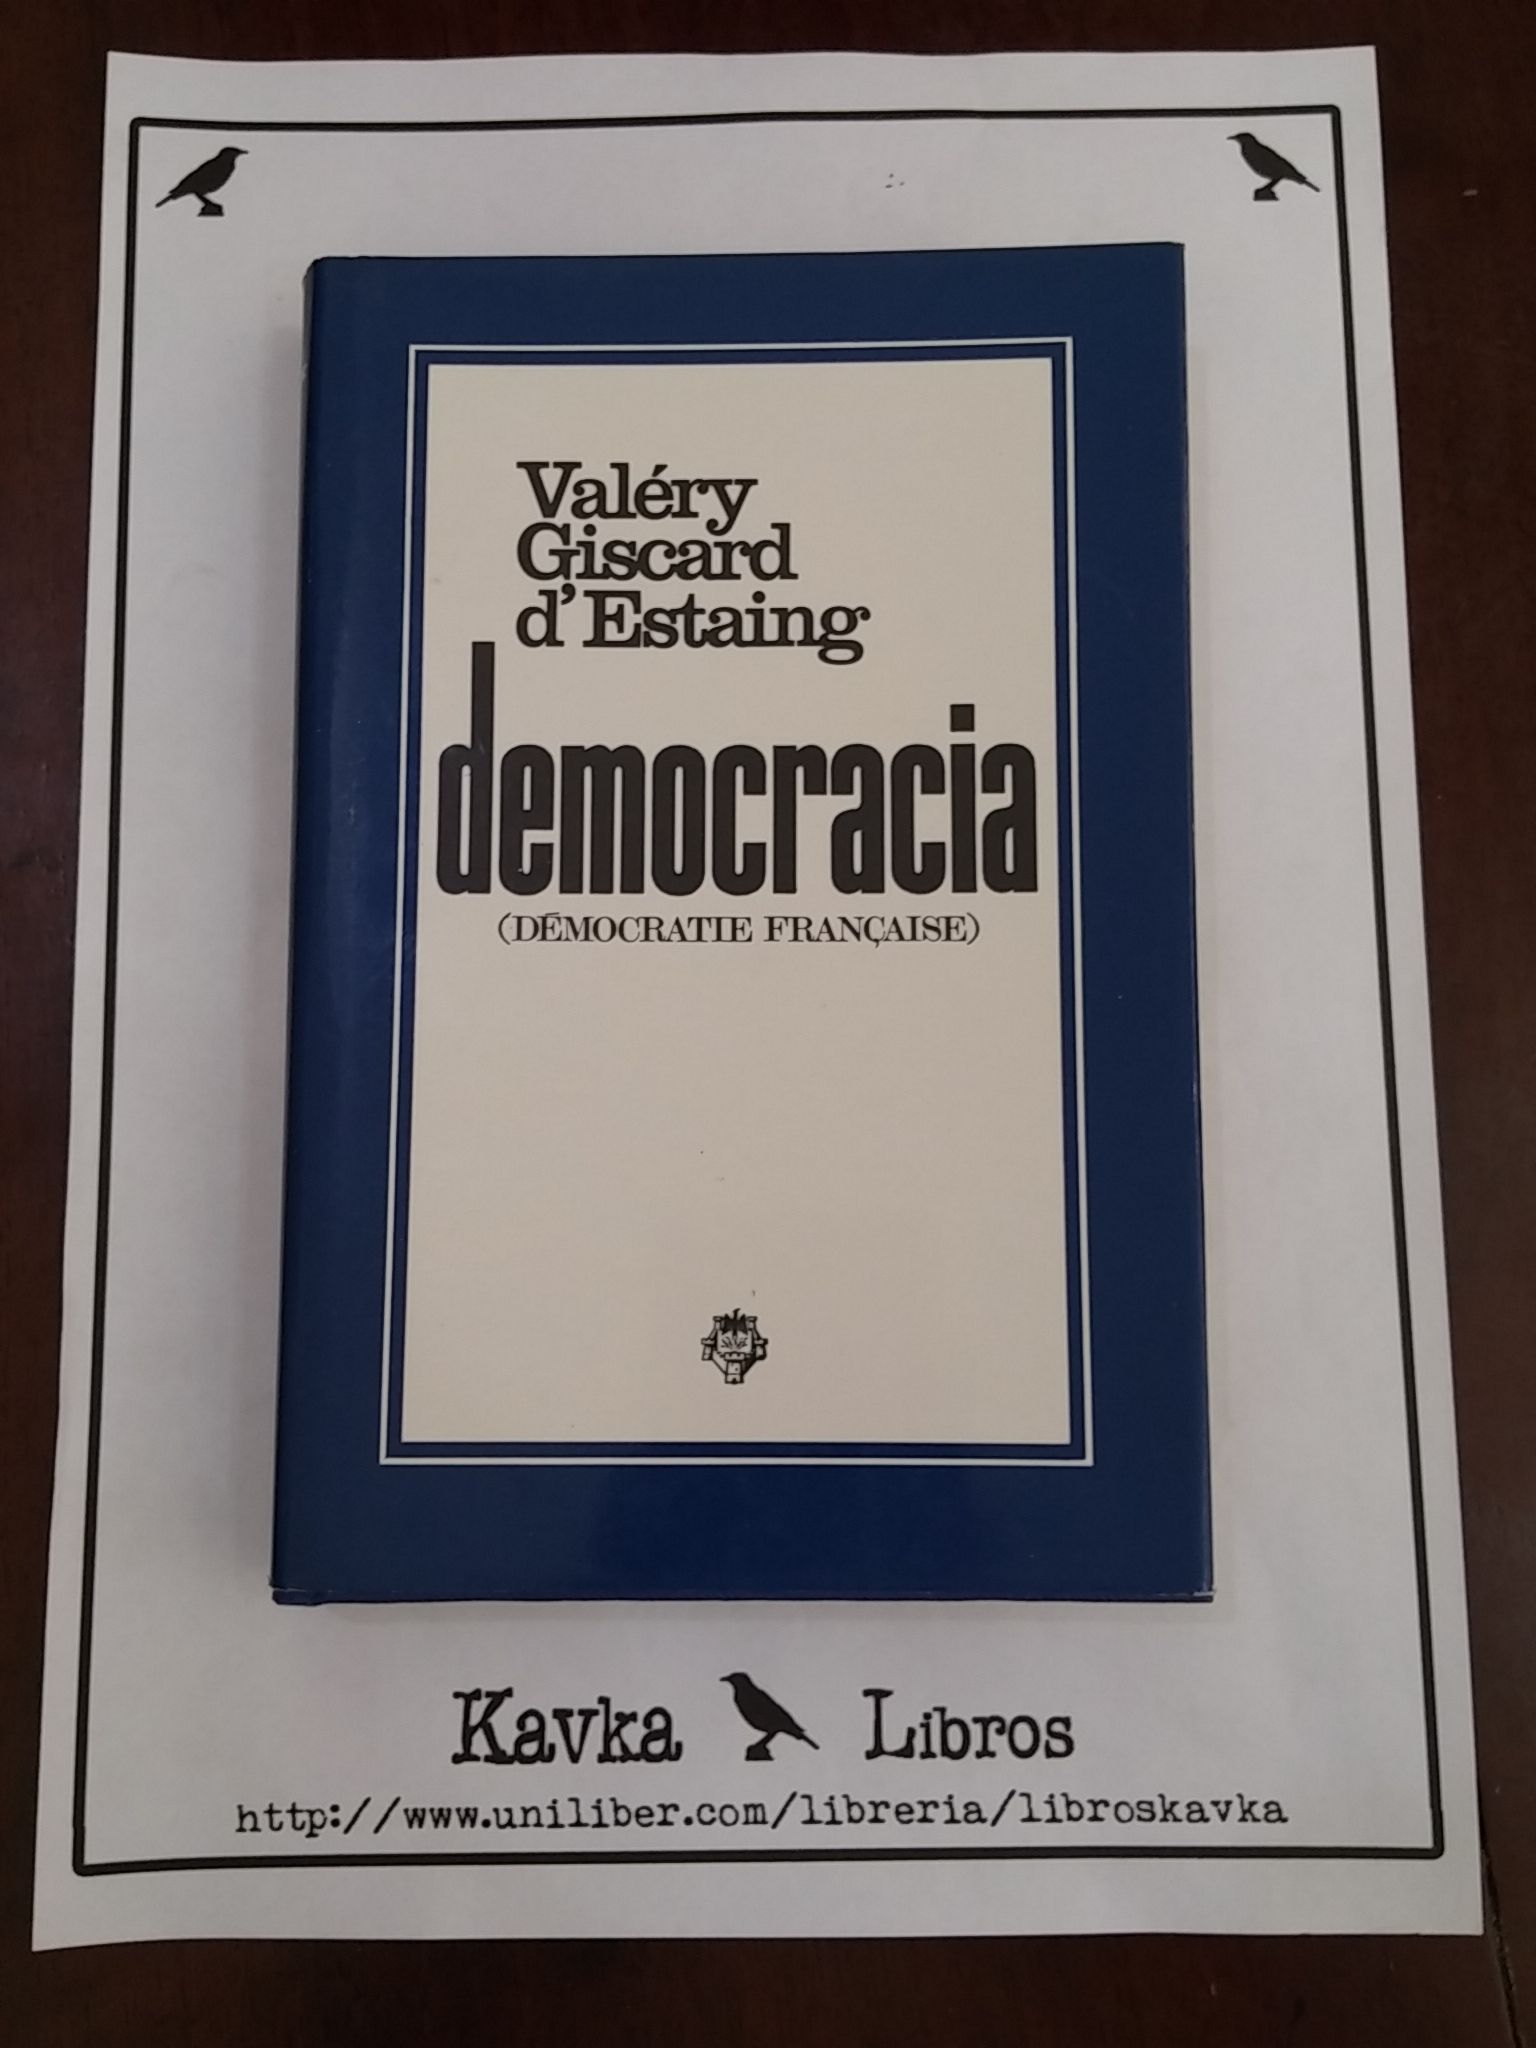 Valéry
Giscard
d'Estaing
democracia
(DÉMOCRATIE FRANÇAISE)
Kavka Libros
http://www.uniliber.com/libreria/libroskavka